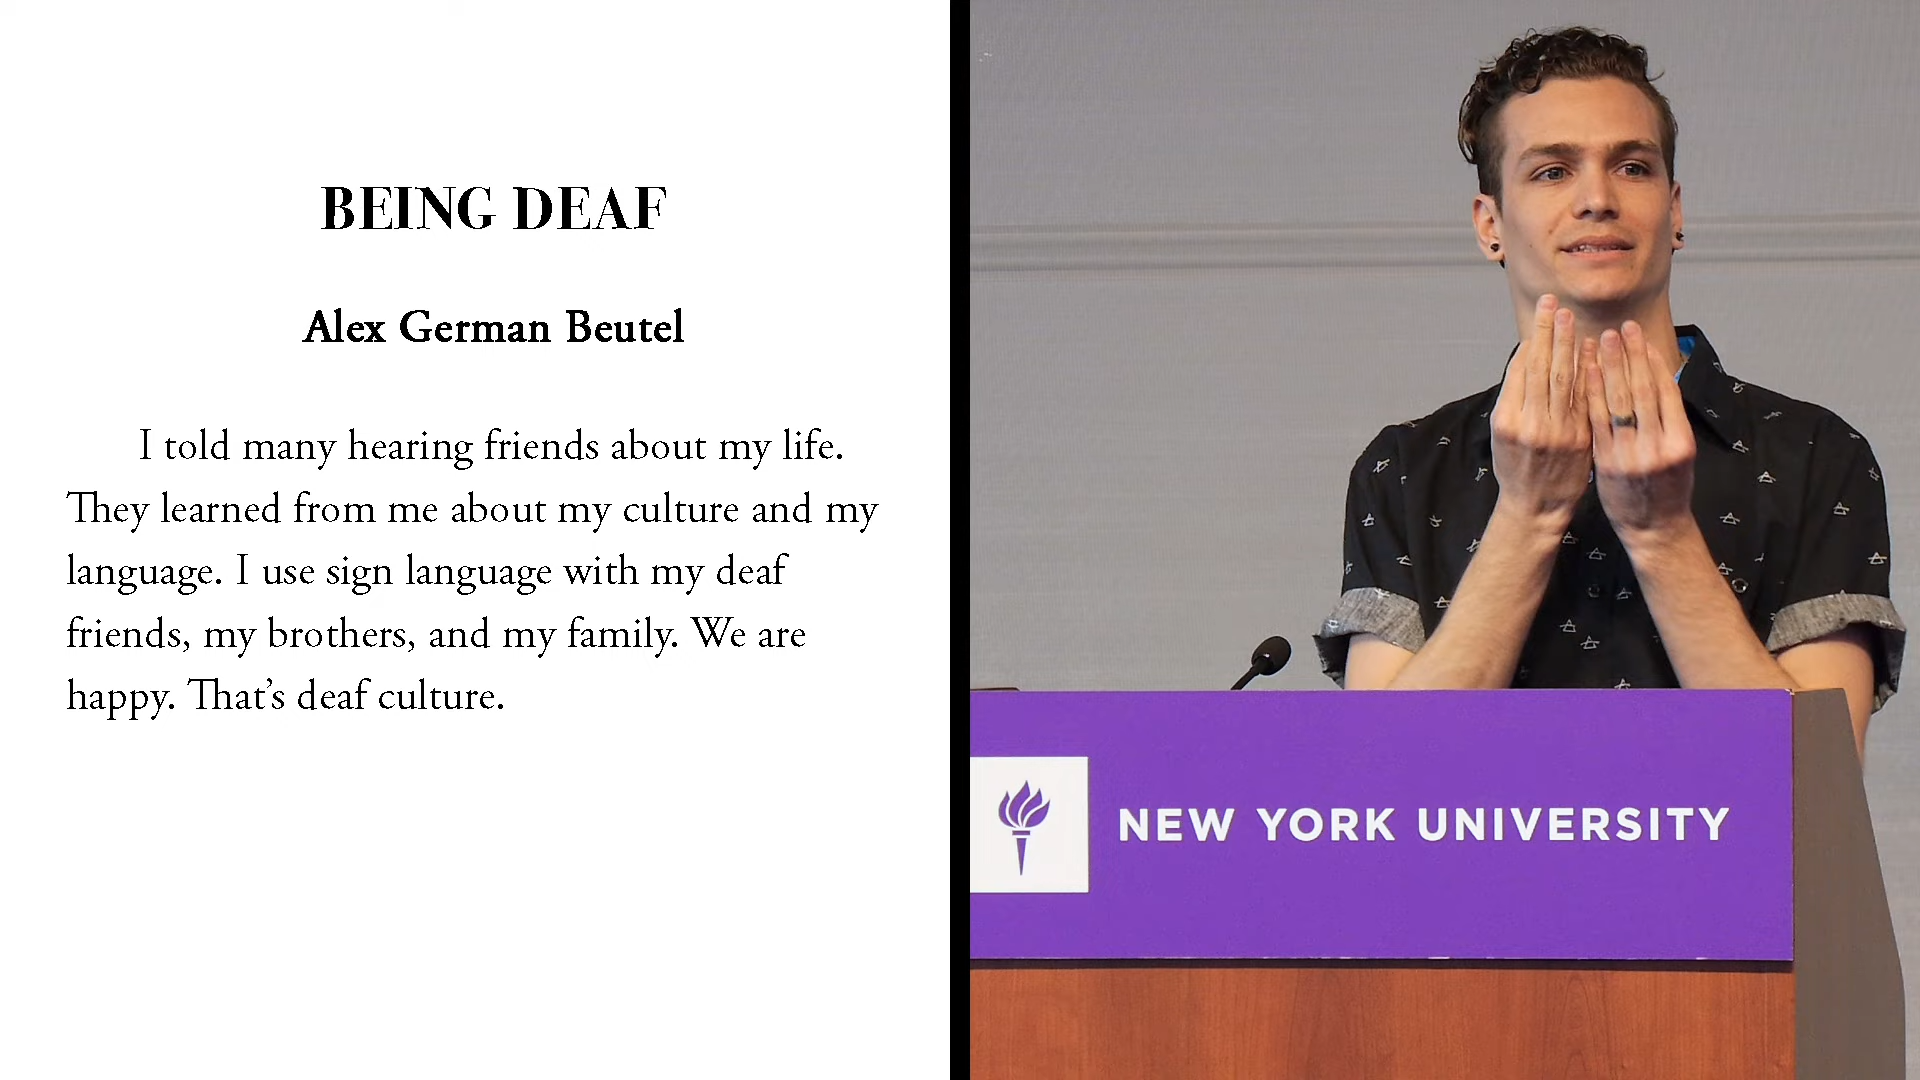 BEING DEAF
Alex German Beutel
I told many hearing friends about my life.
They learned from me about my culture and my
language. I use sign language with my deaf
friends, my brothers, and my family. We are
happy. That’s deaf culture.
NEW YORK UNIVERSITY